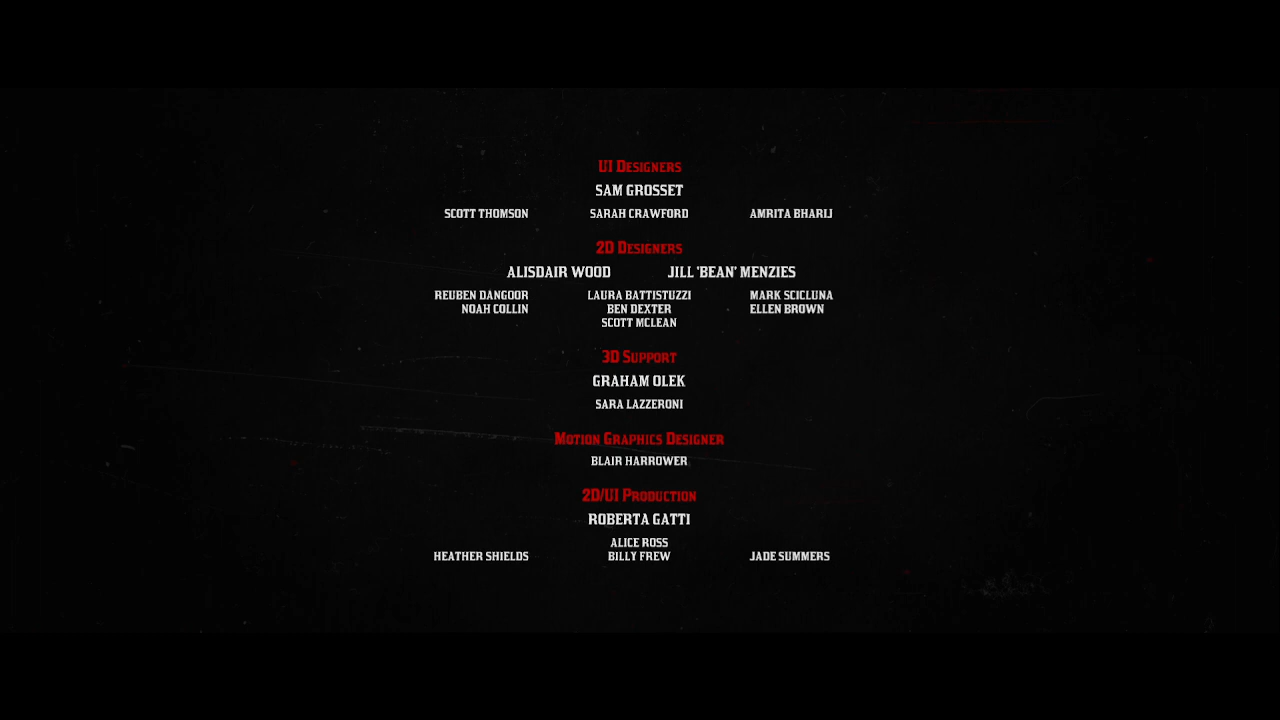 UI Designers
SAM GROSSET
SCOTT THOMSON SARAH CRAWFORD AMRITA BHARIJ
2D Designers
ALISDAIR WOOD JILL 'BEAN' MENZIES
REUBEN DANGOOR LAURA BATTISTUZZI MARK SCICLUNA
NOAH COLLIN BEN DEXTER ELLEN BROWN
SCOTT MCLEAN
3D Support
GRAHAM OLEK
SARA LAZZERONI
Motion Graphics Designer
BLAIR HARROWER
2D/UI Production
ROBERTA GATTI
ALICE ROSS
HEATHER SHIELDS BILLY FREW JADE SUMMERS